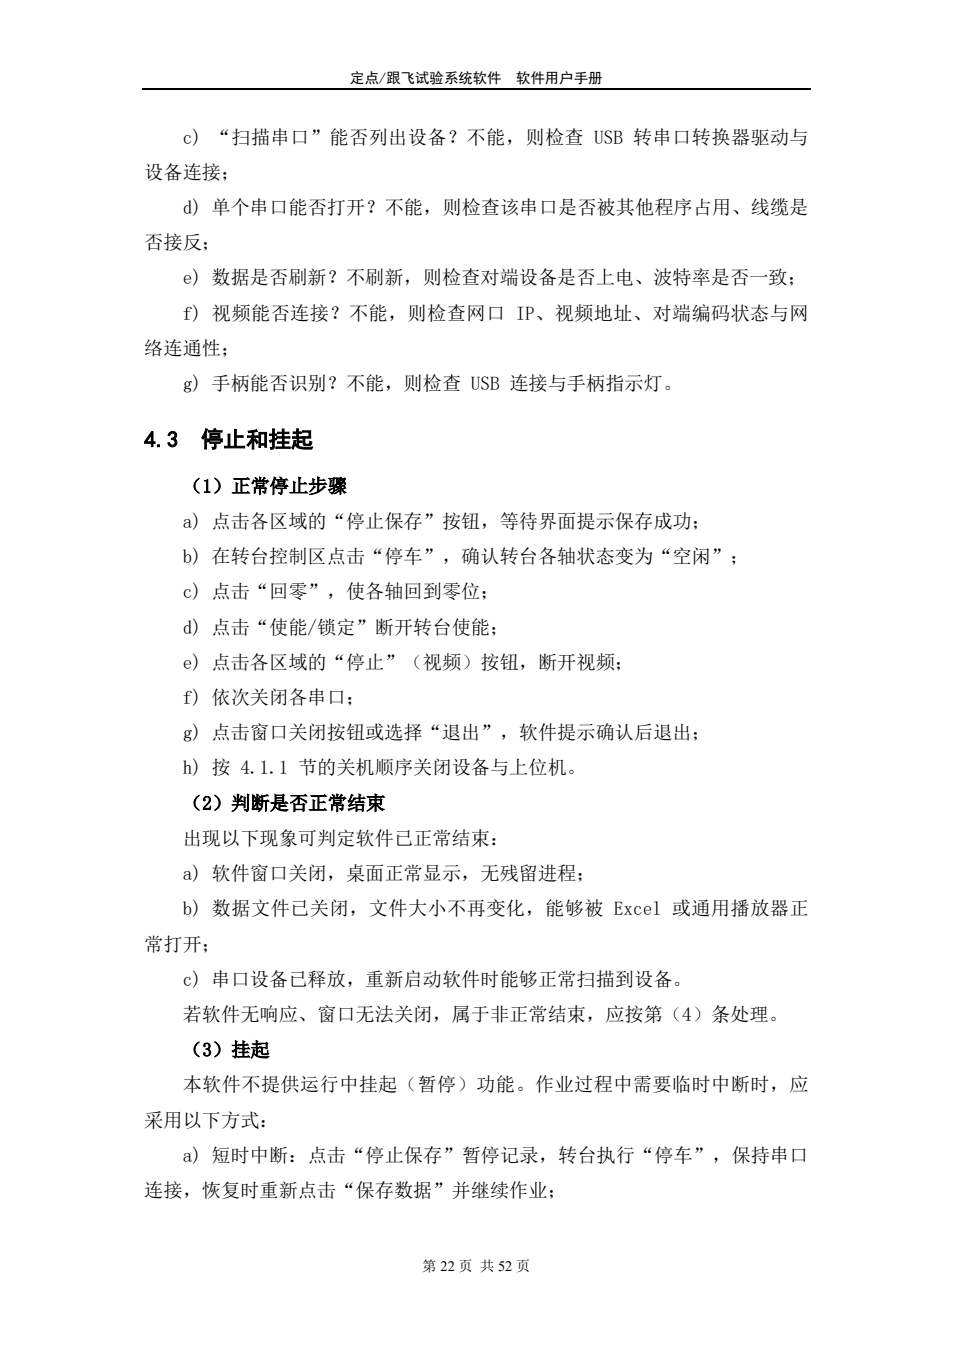 定点/跟飞试验系统软件　软件用户手册
c) “扫描串口”能否列出设备？不能，则检查 USB 转串口转换器驱动与
设备连接；
d) 单个串口能否打开？不能，则检查该串口是否被其他程序占用、线缆是
否接反；
e) 数据是否刷新？不刷新，则检查对端设备是否上电、波特率是否一致；
f) 视频能否连接？不能，则检查网口 IP、视频地址、对端编码状态与网
络连通性；
g) 手柄能否识别？不能，则检查 USB 连接与手柄指示灯。
4.3　停止和挂起
（1）正常停止步骤
a) 点击各区域的“停止保存”按钮，等待界面提示保存成功；
b) 在转台控制区点击“停车”，确认转台各轴状态变为“空闲”；
c) 点击“回零”，使各轴回到零位；
d) 点击“使能/锁定”断开转台使能；
e) 点击各区域的“停止”（视频）按钮，断开视频；
f) 依次关闭各串口；
g) 点击窗口关闭按钮或选择“退出”，软件提示确认后退出；
h) 按 4.1.1 节的关机顺序关闭设备与上位机。
（2）判断是否正常结束
出现以下现象可判定软件已正常结束：
a) 软件窗口关闭，桌面正常显示，无残留进程；
b) 数据文件已关闭，文件大小不再变化，能够被 Excel 或通用播放器正
常打开；
c) 串口设备已释放，重新启动软件时能够正常扫描到设备。
若软件无响应、窗口无法关闭，属于非正常结束，应按第（4）条处理。
（3）挂起
本软件不提供运行中挂起（暂停）功能。作业过程中需要临时中断时，应
采用以下方式：
a) 短时中断：点击“停止保存”暂停记录，转台执行“停车”，保持串口
连接，恢复时重新点击“保存数据”并继续作业；
第 22 页 共 52 页